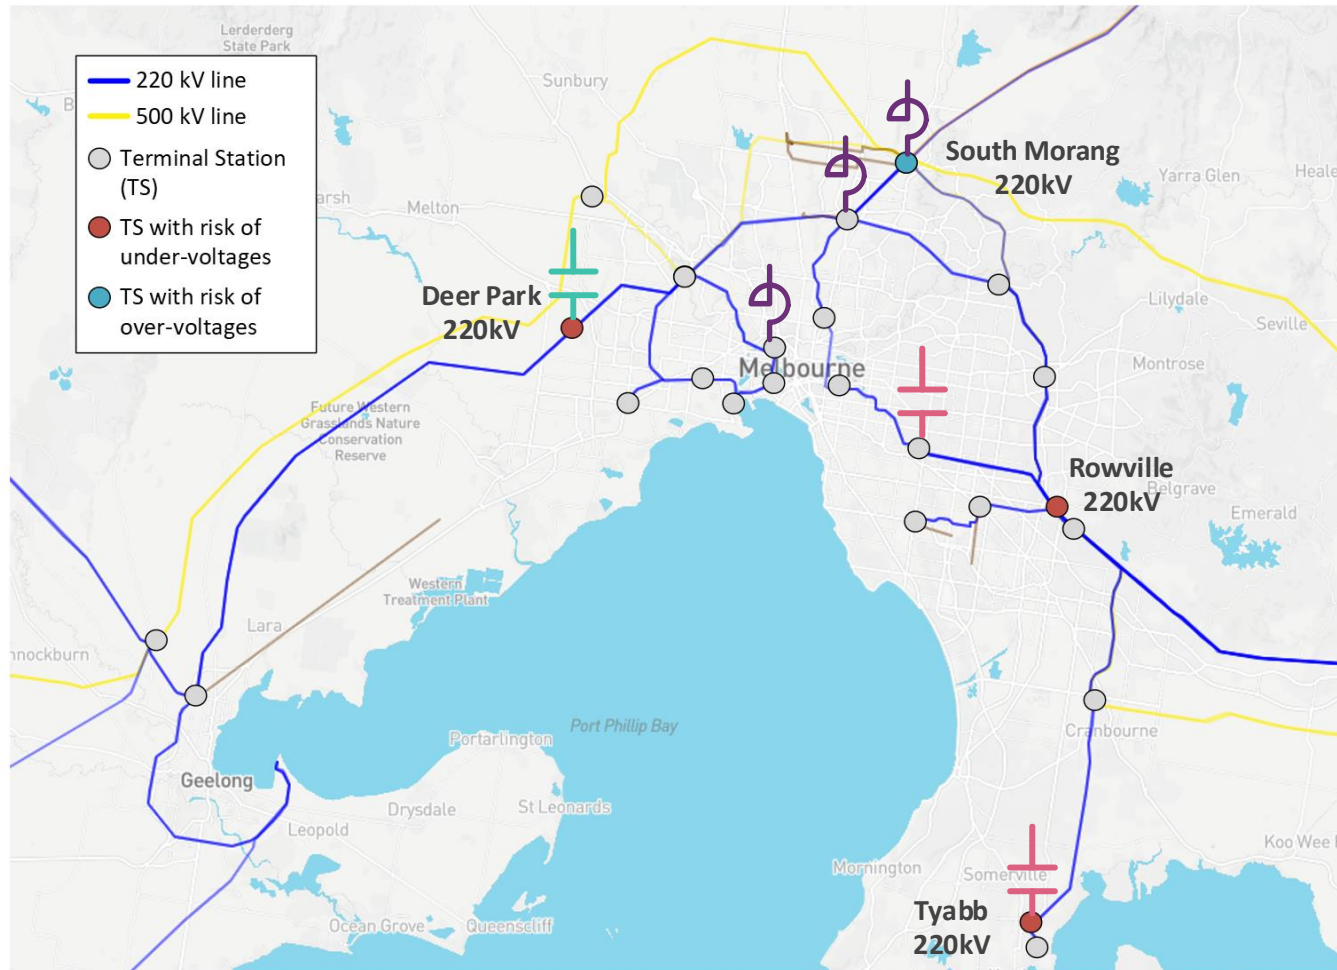 Lerderderg
State Park
220 kV line
500 kV line
Terminal Station
(TS)
TS with risk of
under-voltages
TS with risk of
over-voltages
Sunbury
South Morang
220kV
Yarra Glen
Melton
Deer Park
220kV
Lilydale
Seville
Melbourne
Montrose
Future Western
Grasslands Nature
Conservation
Reserve
Rowville
220kV
Belgrave
Emerald
Western
Treatment Plant
Lara
Port Phillip Bay
Cranbourne
Portarlington
Geelong
Drysdale
St Leonards
Leopold
Mornington
Somerville
Koo Wee
Tyabb
220kV
Ocean Grove
Queenscliff